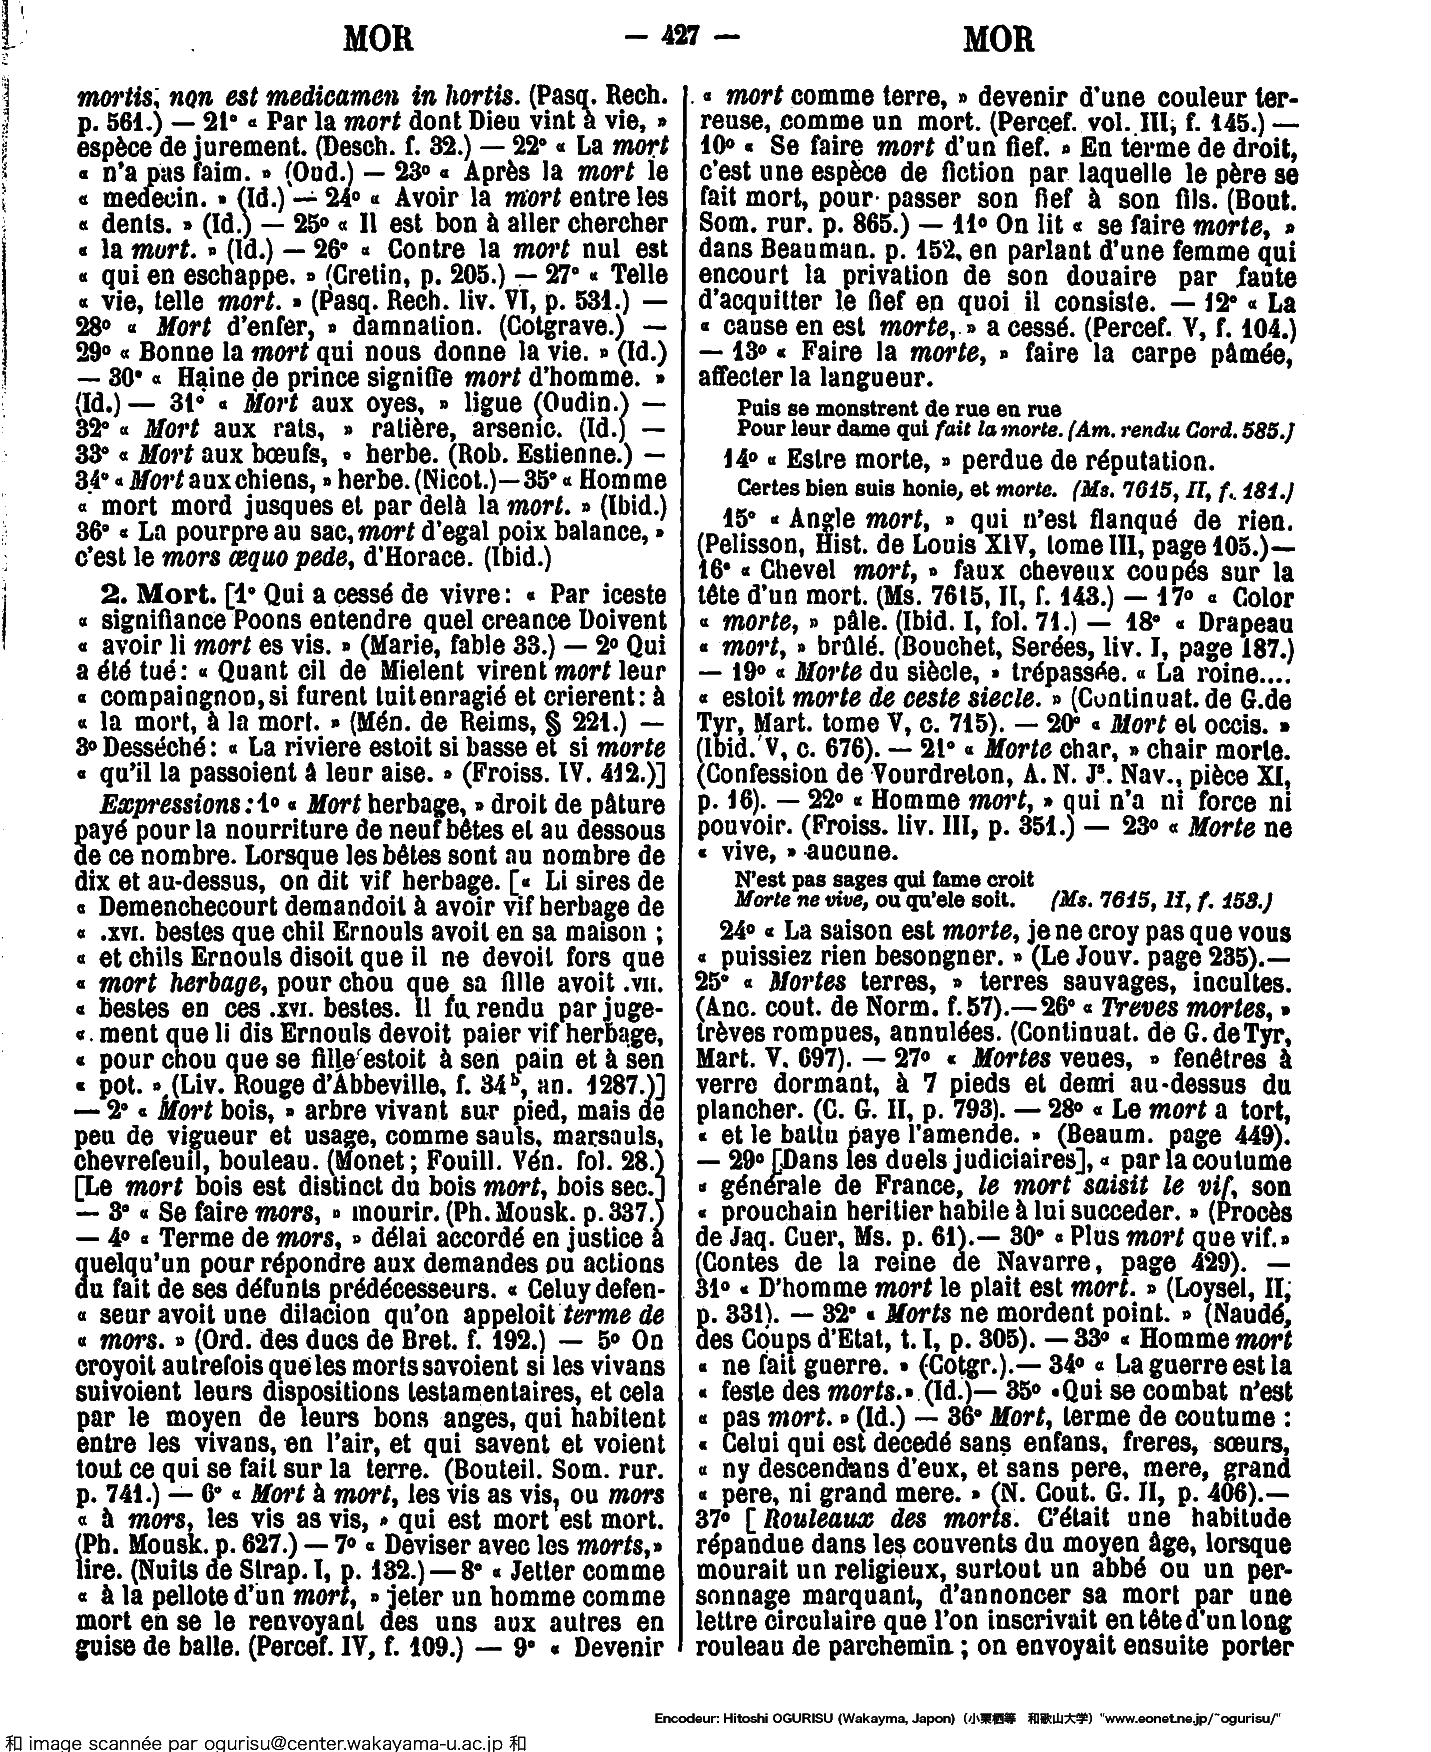 MOR — 427 — MOR
mortis, non est medicamen in hortis. (Pasq. Rech.
p. 561.) — 21° « Par la mort dont Dieu vint à vie, »
espèce de jurement. (Desch. f. 32.) — 22° « La mort
« n'a pas faim. » (Oud.) — 23° « Après la mort le
« medecin. » (Id.) — 24° « Avoir la mort entre les
« dents. » (Id.) — 25° « Il est bon à aller chercher
« la mort. » (Id.) — 26° « Contre la mort nul est
« qui en eschappe. » (Cretin, p. 205.) — 27° « Telle
« vie, telle mort. » (Pasq. Rech. liv. VI, p. 531.) —
28° « Mort d'enfer, » damnation. (Cotgrave.) —
29° « Bonne la mort qui nous donne la vie. » (Id.)
— 30° « Haine de prince signifie mort d'homme. »
(Id.) — 31° « Mort aux oyes, » ligue (Oudin.) —
32° « Mort aux rats, » ratière, arsenic. (Id.) —
33° « Mort aux bœufs, » herbe. (Rob. Estienne.) —
34° « Mort aux chiens, » herbe. (Nicot.) — 35° « Homme
« mort mord jusques et par delà la mort. » (Ibid.)
36° « La pourpre au sac, mort d'egal poix balance, »
c'est le mors œquo pede, d'Horace. (Ibid.)
2. Mort. [1° Qui a cessé de vivre : « Par iceste
« signifiance Poons entendre quel creance Doivent
« avoir li mort es vis. » (Marie, fable 33.) — 2° Qui
a été tué : « Quant cil de Mielent virent mort leur
« compaingnon, si furent tuit enragié et crierent : à
« la mort, à la mort. » (Mén. de Reims, § 221.) —
3° Desséché : « La riviere estoit si basse et si morte
« qu'il la passoient à leur aise. » (Froiss. IV. 412.)]
Expressions : 1° « Mort herbage, » droit de pâture
payé pour la nourriture de neuf bêtes et au dessous
de ce nombre. Lorsque les bêtes sont au nombre de
dix et au-dessus, on dit vif herbage. [« Li sires de
« Demenchecourt demandoit à avoir vif herbage de
« .XVI. bestes que chil Ernouls avoit en sa maison ;
« et chils Ernouls disoit que il ne devoit fors que
« mort herbage, pour chou que sa fille avoit .VII.
« bestes en ces .XVI. bestes. Il fu rendu par juge-
« ment que li dis Ernouls devoit paier vif herbage,
« pour chou que se fille estoit à sen pain et à sen
« pot. » (Liv. Rouge d'Abbeville, f. 34 b, an. 1287.)]
— 2° « Mort bois, » arbre vivant sur pied, mais de
peu de vigueur et usage, comme sauls, marsauls,
chevrefeuil, bouleau. (Monet ; Fouill. Vén. fol. 28.)
[Le mort bois est distinct du bois mort, bois sec.]
— 3° « Se faire mors, » mourir. (Ph. Mousk. p. 337.)
— 4° « Terme de mors, » délai accordé en justice à
quelqu'un pour répondre aux demandes ou actions
du fait de ses défunts prédécesseurs. « Celuy defen-
« seur avoit une dilacion qu'on appeloit terme de
« mors. » (Ord. des ducs de Bret. f. 192.) — 5° On
croyoit autrefois que les morts savoient si les vivans
suivoient leurs dispositions testamentaires, et cela
par le moyen de leurs bons anges, qui habitent
entre les vivans, en l'air, et qui savent et voient
tout ce qui se fait sur la terre. (Bouteil. Som. rur.
p. 741.) — 6° « Mort à mort, les vis as vis, ou mors
« à mors, les vis as vis, » qui est mort est mort.
(Ph. Mousk. p. 627.) — 7° « Deviser avec les morts, »
lire. (Nuits de Strap. I, p. 132.) — 8° « Jetter comme
« à la pellote d'un mort, » jeter un homme comme
mort en se le renvoyant des uns aux autres en
guise de balle. (Percef. IV, f. 109.) — 9° « Devenir
« mort comme terre, » devenir d'une couleur ter-
reuse, comme un mort. (Percef. vol. III, f. 145.) —
10° « Se faire mort d'un fief. » En terme de droit,
c'est une espèce de fiction par laquelle le père se
fait mort, pour passer son fief à son fils. (Bout.
Som. rur. p. 865.) — 11° On lit « se faire morte, »
dans Beauman. p. 152, en parlant d'une femme qui
encourt la privation de son douaire par faute
d'acquitter le fief en quoi il consiste. — 12° « La
« cause en est morte, » a cessé. (Percef. V, f. 104.)
— 13° « Faire la morte, » faire la carpe pâmée,
affecter la langueur.
Puis se monstrent de rue en rue
Pour leur dame qui fait la morte. (Am. rendu Cord. 585.)
14° « Estre morte, » perdue de réputation.
Certes bien suis honie, et morte. (Ms. 7615, II, f. 181.)
15° « Angle mort, » qui n'est flanqué de rien.
(Pelisson, Hist. de Louis XIV, tome III, page 105.) —
16° « Chevel mort, » faux cheveux coupés sur la
tête d'un mort. (Ms. 7615, II, f. 143.) — 17° « Color
« morte, » pâle. (Ibid. I, fol. 71.) — 18° « Drapeau
« mort, » brûlé. (Bouchet, Serées, liv. I, page 187.)
— 19° « Morte du siècle, » trépassée. « La roine....
« estoit morte de ceste siecle. » (Continuat. de G. de
Tyr, Mart. tome V, c. 715). — 20° « Mort et occis. »
(Ibid. V, c. 676). — 21° « Morte char, » chair morte.
(Confession de Vourdreton, A. N. Js. Nav., pièce XI,
p. 16). — 22° « Homme mort, » qui n'a ni force ni
pouvoir. (Froiss. liv. III, p. 351.) — 23° « Morte ne
« vive, » aucune.
N'est pas sages qui fame croit
Morte ne vive, ou qu'ele soit. (Ms. 7615, II, f. 153.)
24° « La saison est morte, je ne croy pas que vous
« puissiez rien besongner. » (Le Jouv. page 235). —
25° « Mortes terres, » terres sauvages, incultes.
(Anc. cout. de Norm. f. 57). — 26° « Treves mortes, »
trèves rompues, annulées. (Continuat. de G. de Tyr,
Mart. V. 697). — 27° « Mortes veues, » fenêtres à
verre dormant, à 7 pieds et demi au-dessus du
plancher. (C. G. II, p. 793). — 28° « Le mort a tort,
« et le battu paye l'amende. » (Beaum. page 449).
— 29° [Dans les duels judiciaires], « par la coutume
« générale de France, le mort saisit le vif, son
« prouchain heritier habile à lui succeder. » (Procès
de Jaq. Cuer, Ms. p. 61). — 30° « Plus mort que vif. »
(Contes de la reine de Navarre, page 429). —
31° « D'homme mort le plait est mort. » (Loysel, II,
p. 331). — 32° « Morts ne mordent point. » (Naudé,
des Coups d'Etat, t. I, p. 305). — 33° « Homme mort
« ne fait guerre. » (Cotgr.). — 34° « La guerre est la
« feste des morts. » (Id.) — 35° « Qui se combat n'est
« pas mort. » (Id.) — 36° Mort, terme de coutume :
« Celui qui est decedé sans enfans, freres, sœurs,
« ny descendans d'eux, et sans pere, mere, grand
« pere, ni grand mere. » (N. Cout. G. II, p. 406). —
37° [ Rouleaux des morts. C'était une habitude
répandue dans les couvents du moyen âge, lorsque
mourait un religieux, surtout un abbé ou un per-
sonnage marquant, d'annoncer sa mort par une
lettre circulaire que l'on inscrivait en tête d'un long
rouleau de parchemin ; on envoyait ensuite porter
Encodeur: Hitoshi OGURISU (Wakayma, Japon) (小栗栖等 和歌山大学) "www.eonet.ne.jp/~ogurisu/"
和 image scannée par ogurisu@center.wakayama-u.ac.jp 和